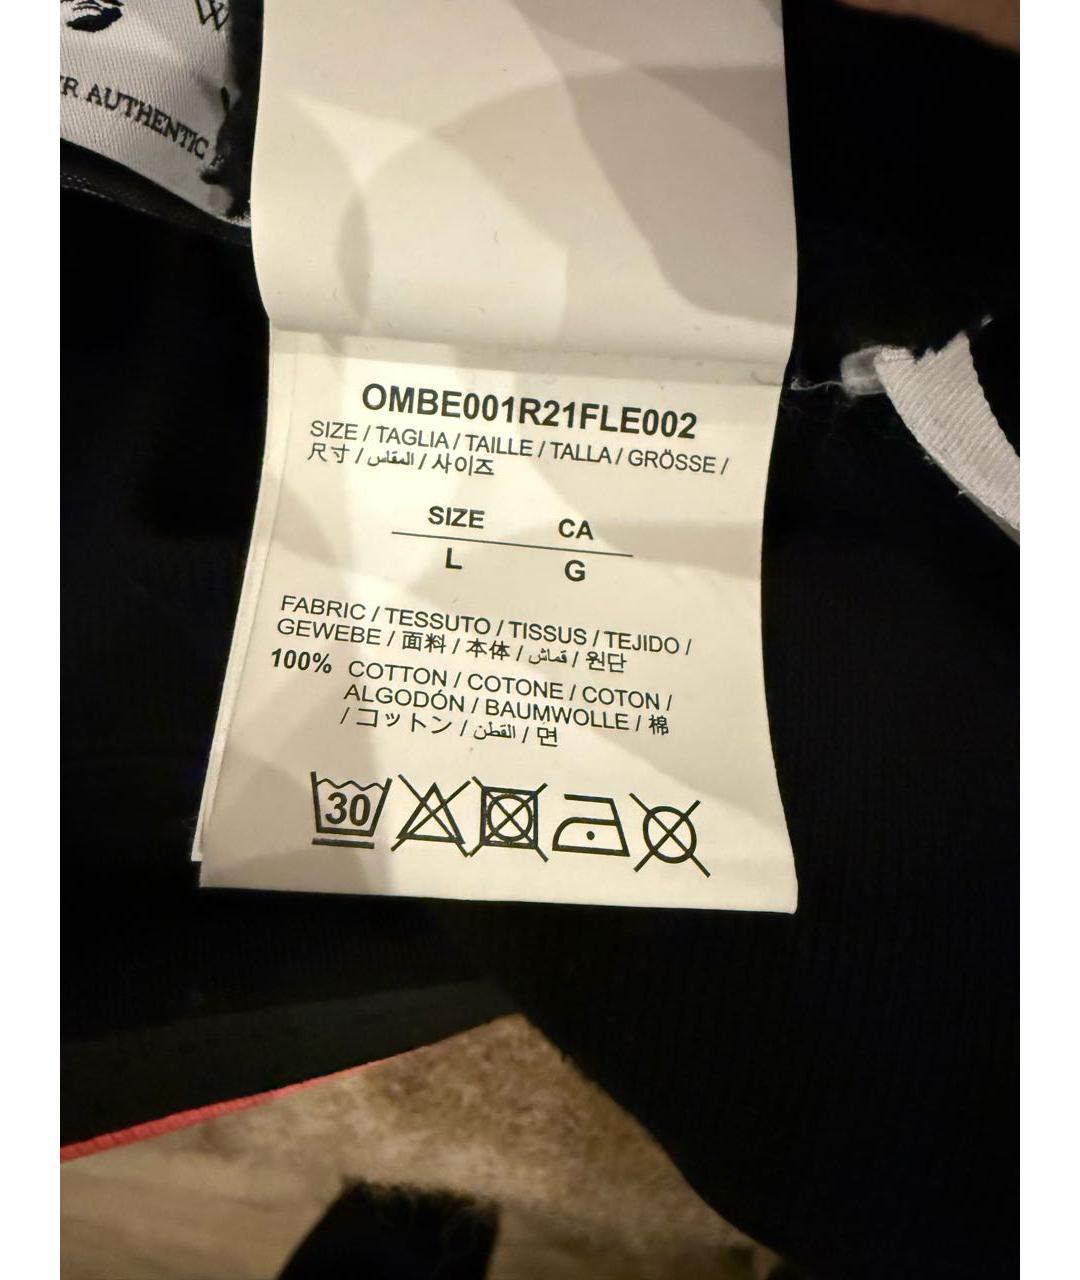 W
R AUTHENTIC
OMBE001R21FLE002
SIZE / TAGLIA / TAILLE / TALLA / GRÖSSE /
尺寸 / المقاس / 사이즈
SIZE CA
L G
FABRIC / TESSUTO / TISSUS / TEJIDO /
GEWEBE / 面料 / 本体 / قماش / 원단
100% COTTON / COTONE / COTON /
ALGODÓN / BAUMWOLLE / 棉
/ コットン / القطن / 면
30